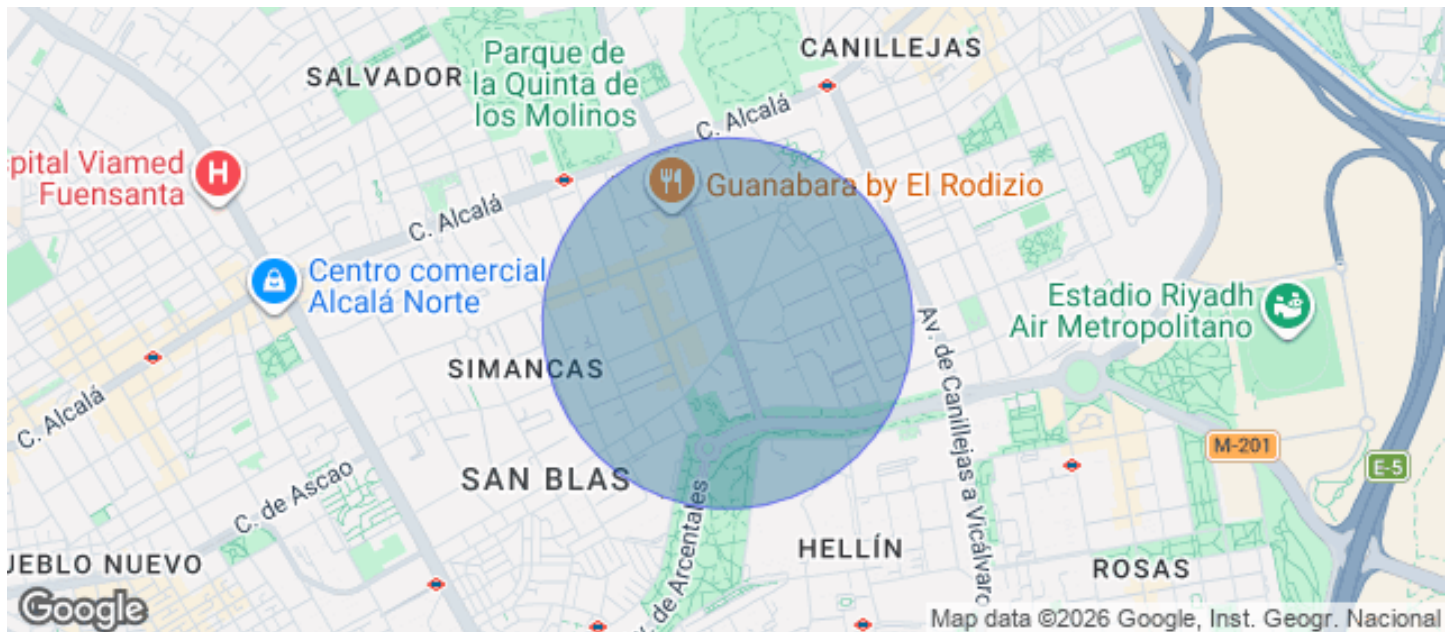 CANILLEJAS
SALVADOR
Parque de
la Quinta de
los Molinos
C. Alcalá
pital Viamed
Fuensanta
Guanabara by El Rodizio
C. Alcalá
Centro comercial
Alcalá Norte
Estadio Riyadh
Air Metropolitano
SIMANCAS
Av. de Canillejas a Vicálvaro
C. Alcalá
M-201
E-5
SAN BLAS
C. de Ascao
. de Arcentales
HELLÍN
UEBLO NUEVO
ROSAS
Google
Map data ©2026 Google, Inst. Geogr. Nacional